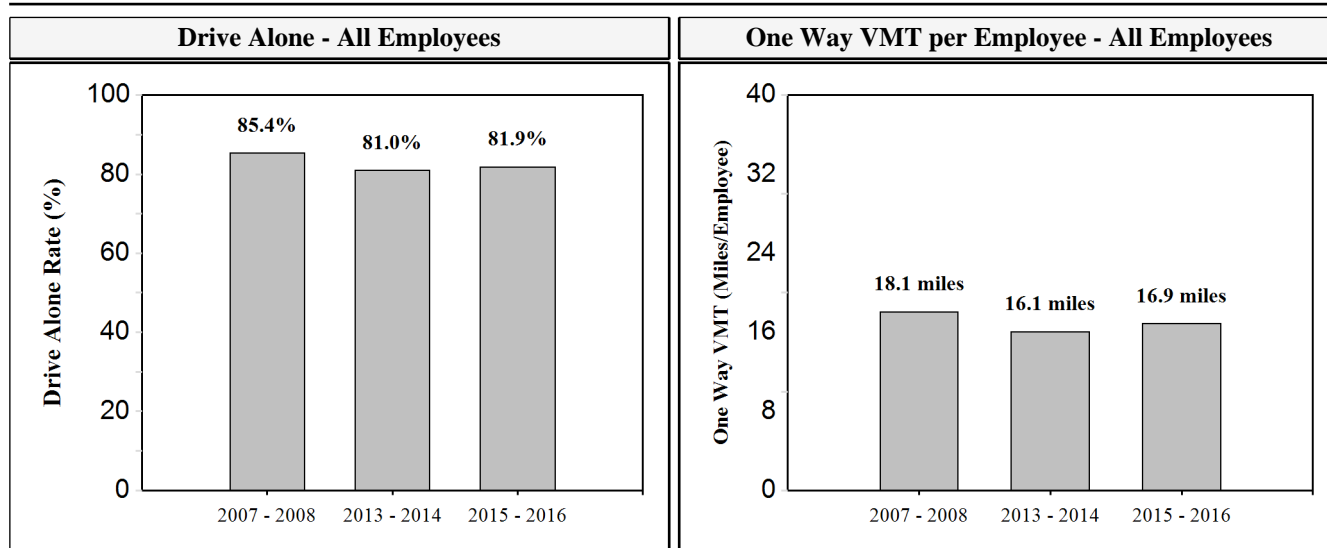 Drive Alone - All Employees
100
80
60
40
20
0
Drive Alone Rate (%)
85.4%
81.0%
81.9%
2007 - 2008
2013 - 2014
2015 - 2016
One Way VMT per Employee - All Employees
40
32
24
16
8
0
One Way VMT (Miles/Employee)
18.1 miles
16.1 miles
16.9 miles
2007 - 2008
2013 - 2014
2015 - 2016